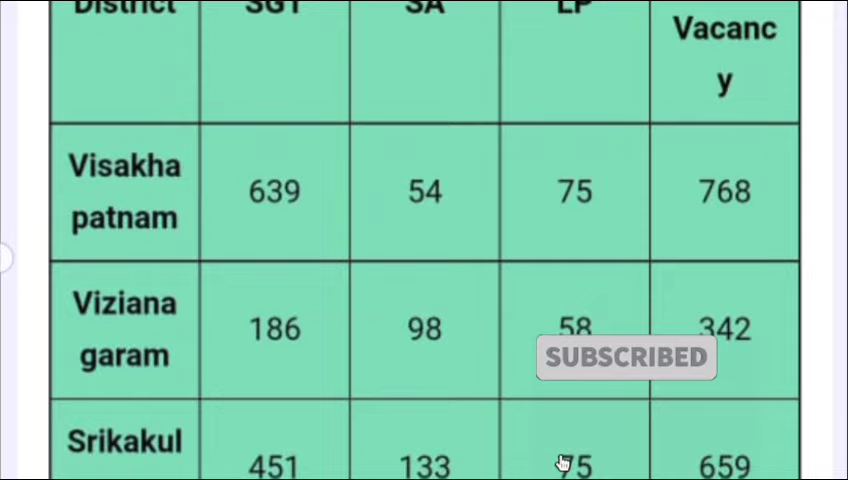 District SGT SA LP
Vacanc
y
Visakha
patnam 639 54 75 768
Viziana
garam 186 98 58 342
SUBSCRIBED
Srikakul
451 133 75 659